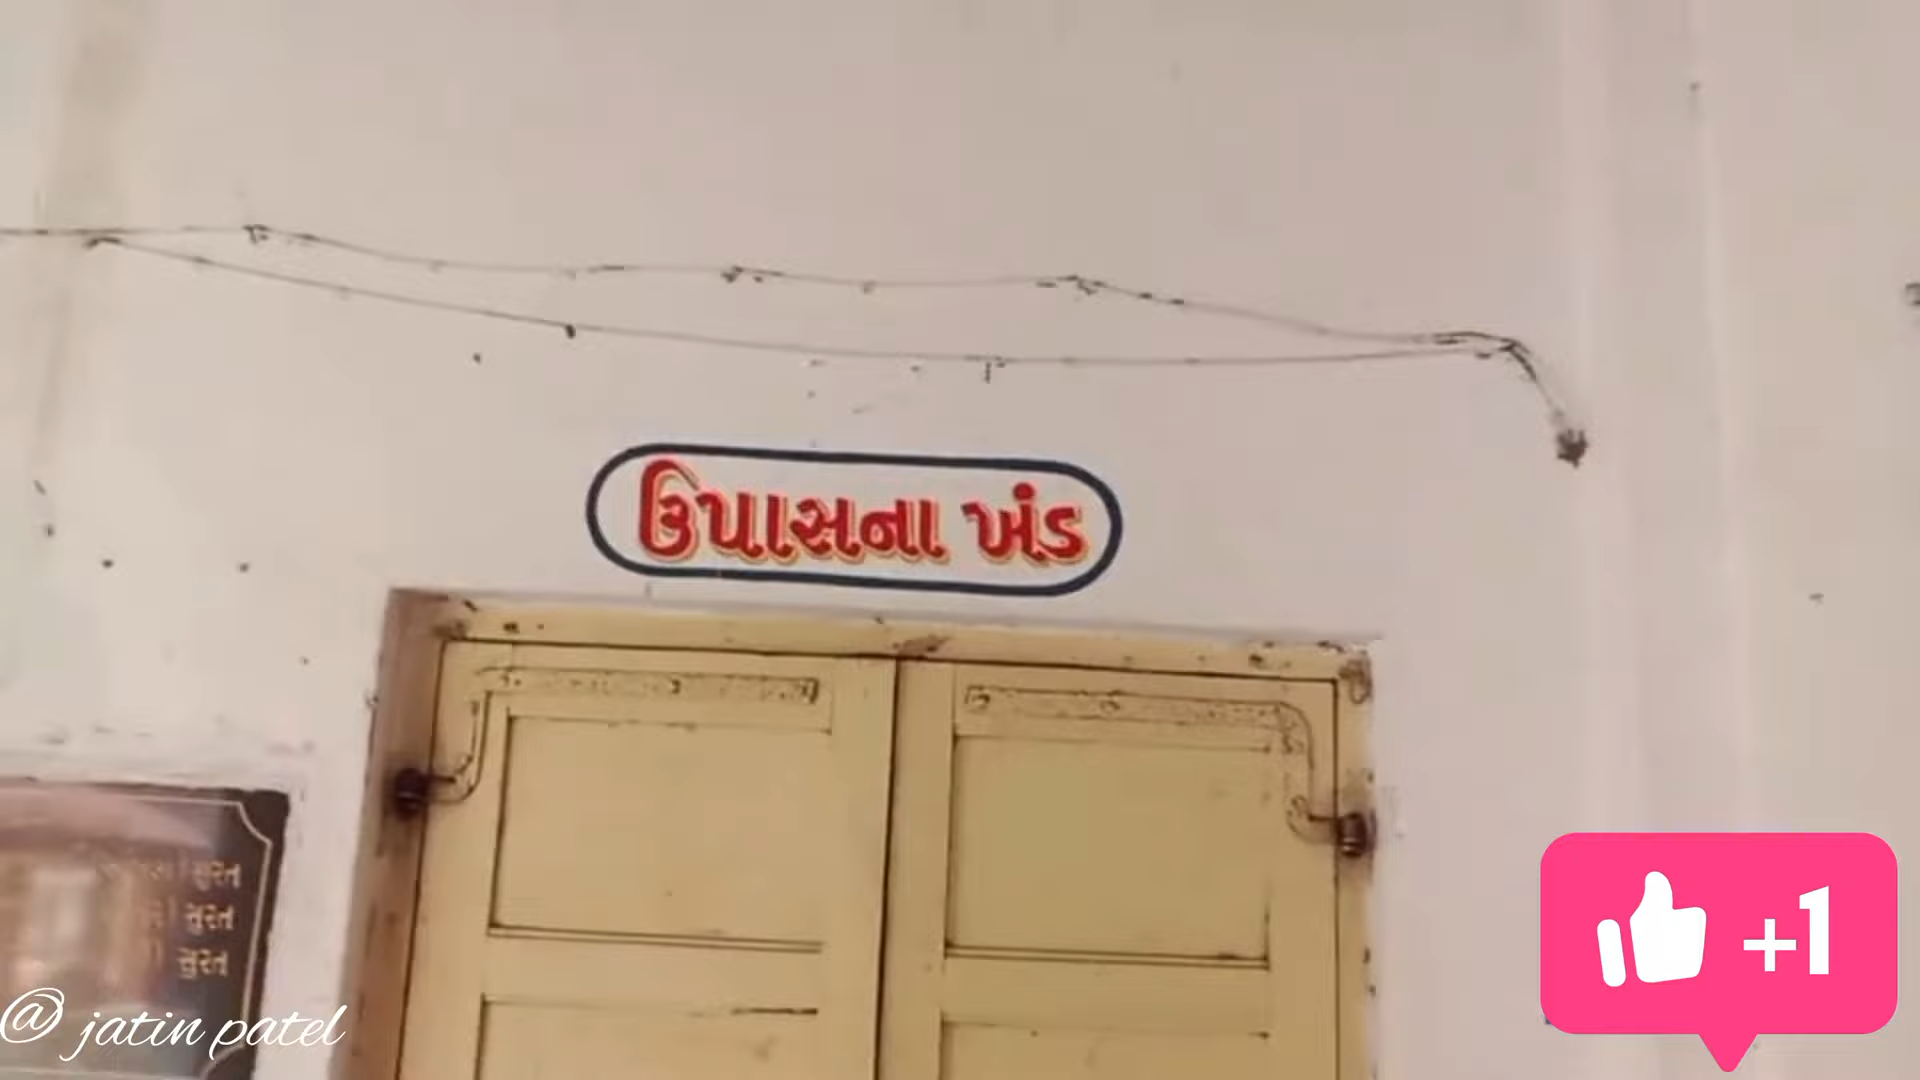 ઉપાસના ખંડ
સુરત
સુરત
સુરત
@ jatin patel
+1